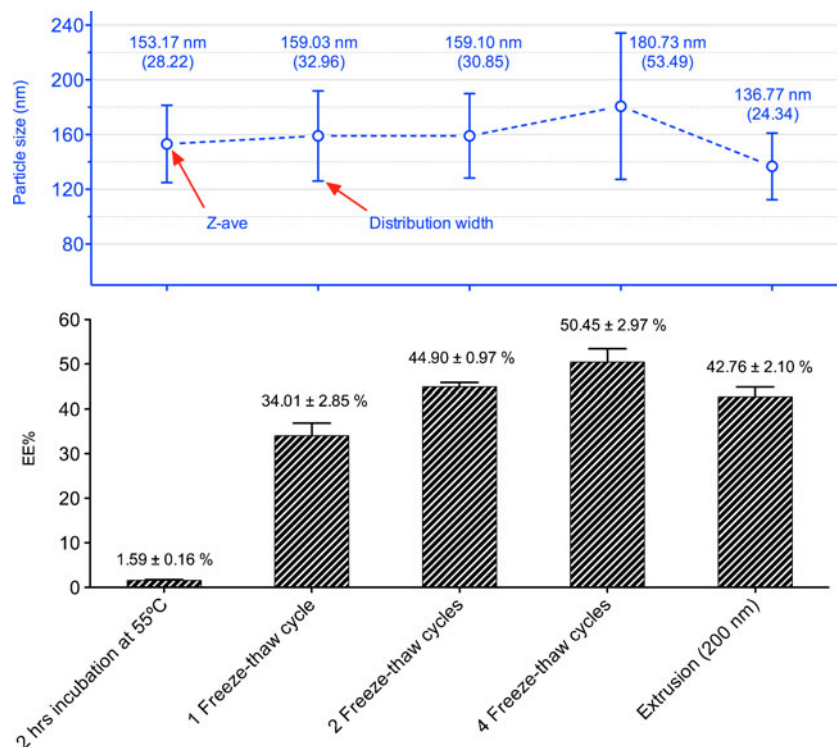 Particle size (nm)
240
200
160
120
80
153.17 nm
(28.22)
159.03 nm
(32.96)
159.10 nm
(30.85)
180.73 nm
(53.49)
136.77 nm
(24.34)
Z-ave
Distribution width
EE%
60
50
40
30
20
10
0
1.59 ± 0.16 %
34.01 ± 2.85 %
44.90 ± 0.97 %
50.45 ± 2.97 %
42.76 ± 2.10 %
2 hrs incubation at 55ºC
1 Freeze-thaw cycle
2 Freeze-thaw cycles
4 Freeze-thaw cycles
Extrusion (200 nm)